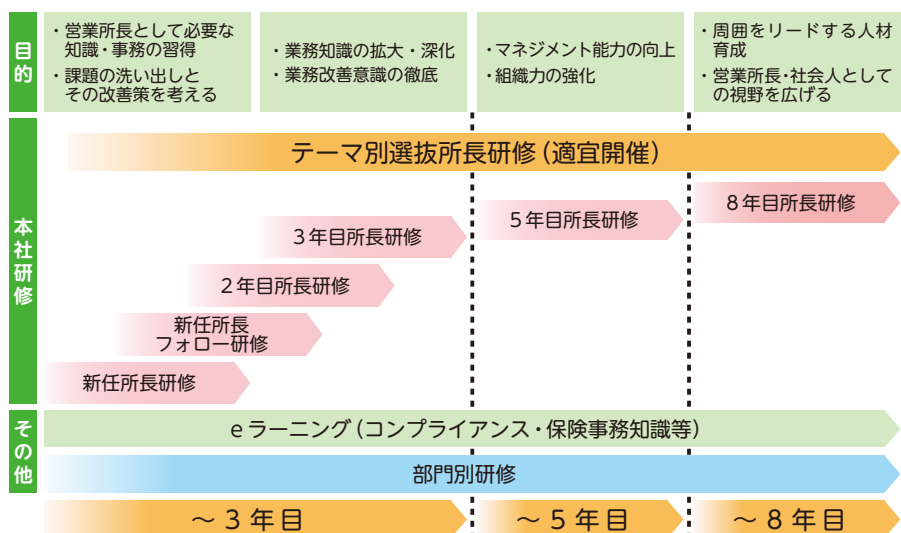 目的
・営業所長として必要な
知識・事務の習得
・課題の洗い出しと
その改善策を考える
・業務知識の拡大・深化
・業務改善意識の徹底
・マネジメント能力の向上
・組織力の強化
・周囲をリードする人材
育成
・営業所長・社会人として
の視野を広げる
本社研修
テーマ別選抜所長研修（適宜開催）
8年目所長研修
5年目所長研修
3年目所長研修
2年目所長研修
新任所長
フォロー研修
新任所長研修
その他
eラーニング（コンプライアンス・保険事務知識等）
部門別研修
～3年目
～5年目
～8年目